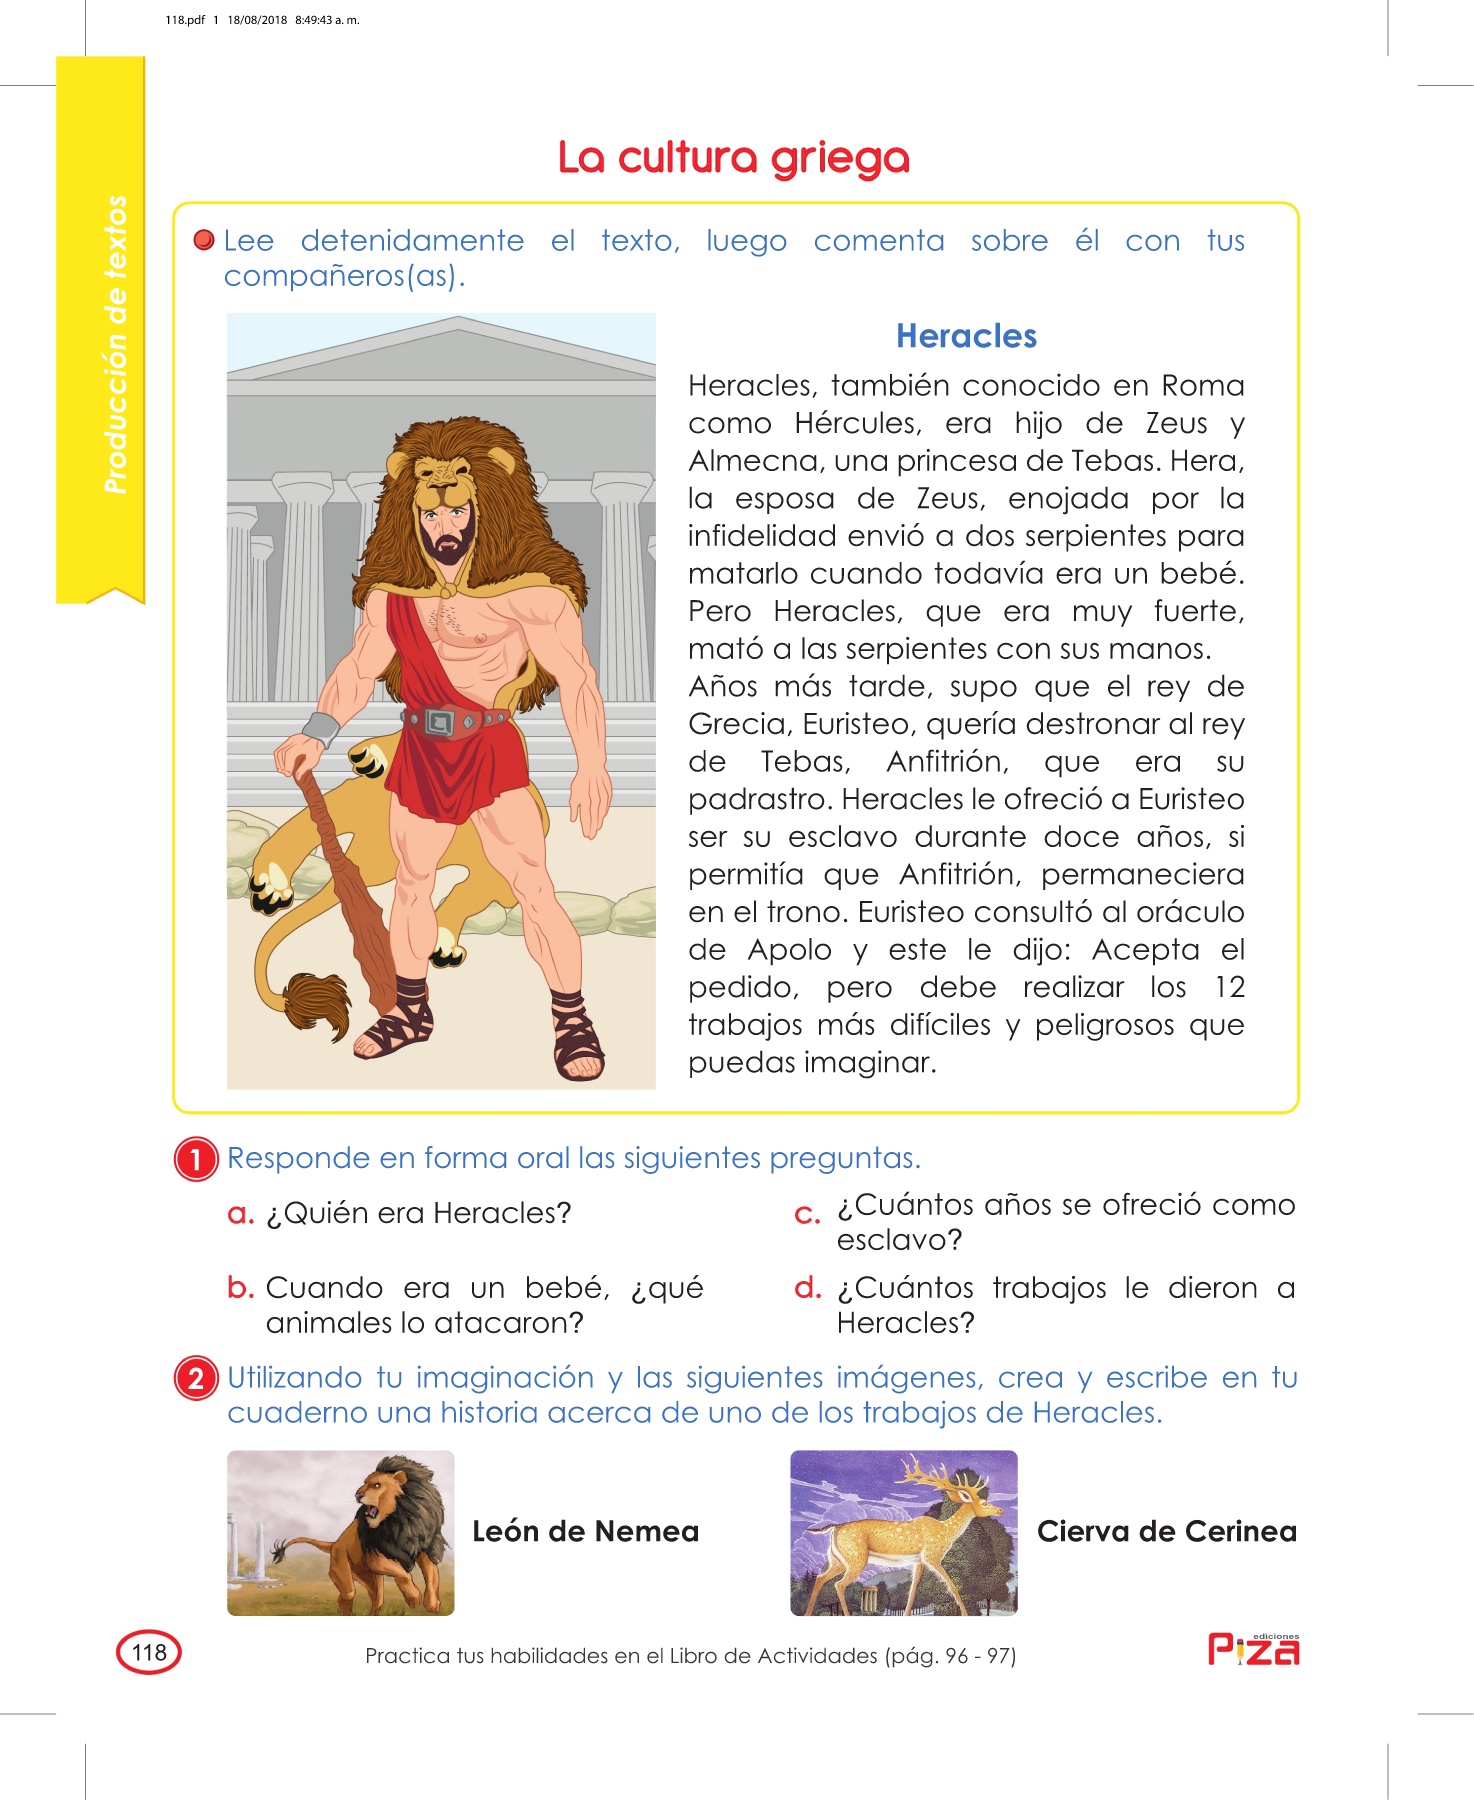 118.pdf 1 18/08/2018 8:49:43 a. m.
Producción de textos
La cultura griega
Lee detenidamente el texto, luego comenta sobre él con tus
compañeros(as).
Heracles
Heracles, también conocido en Roma
como Hércules, era hijo de Zeus y
Almecna, una princesa de Tebas. Hera,
la esposa de Zeus, enojada por la
infidelidad envió a dos serpientes para
matarlo cuando todavía era un bebé.
Pero Heracles, que era muy fuerte,
mató a las serpientes con sus manos.
Años más tarde, supo que el rey de
Grecia, Euristeo, quería destronar al rey
de Tebas, Anfitrión, que era su
padrastro. Heracles le ofreció a Euristeo
ser su esclavo durante doce años, si
permitía que Anfitrión, permaneciera
en el trono. Euristeo consultó al oráculo
de Apolo y este le dijo: Acepta el
pedido, pero debe realizar los 12
trabajos más difíciles y peligrosos que
puedas imaginar.
1 Responde en forma oral las siguientes preguntas.
a. ¿Quién era Heracles?
b. Cuando era un bebé, ¿qué
animales lo atacaron?
c. ¿Cuántos años se ofreció como
esclavo?
d. ¿Cuántos trabajos le dieron a
Heracles?
2 Utilizando tu imaginación y las siguientes imágenes, crea y escribe en tu
cuaderno una historia acerca de uno de los trabajos de Heracles.
León de Nemea
Cierva de Cerinea
118
Practica tus habilidades en el Libro de Actividades (pág. 96 - 97)
ediciones
Piza